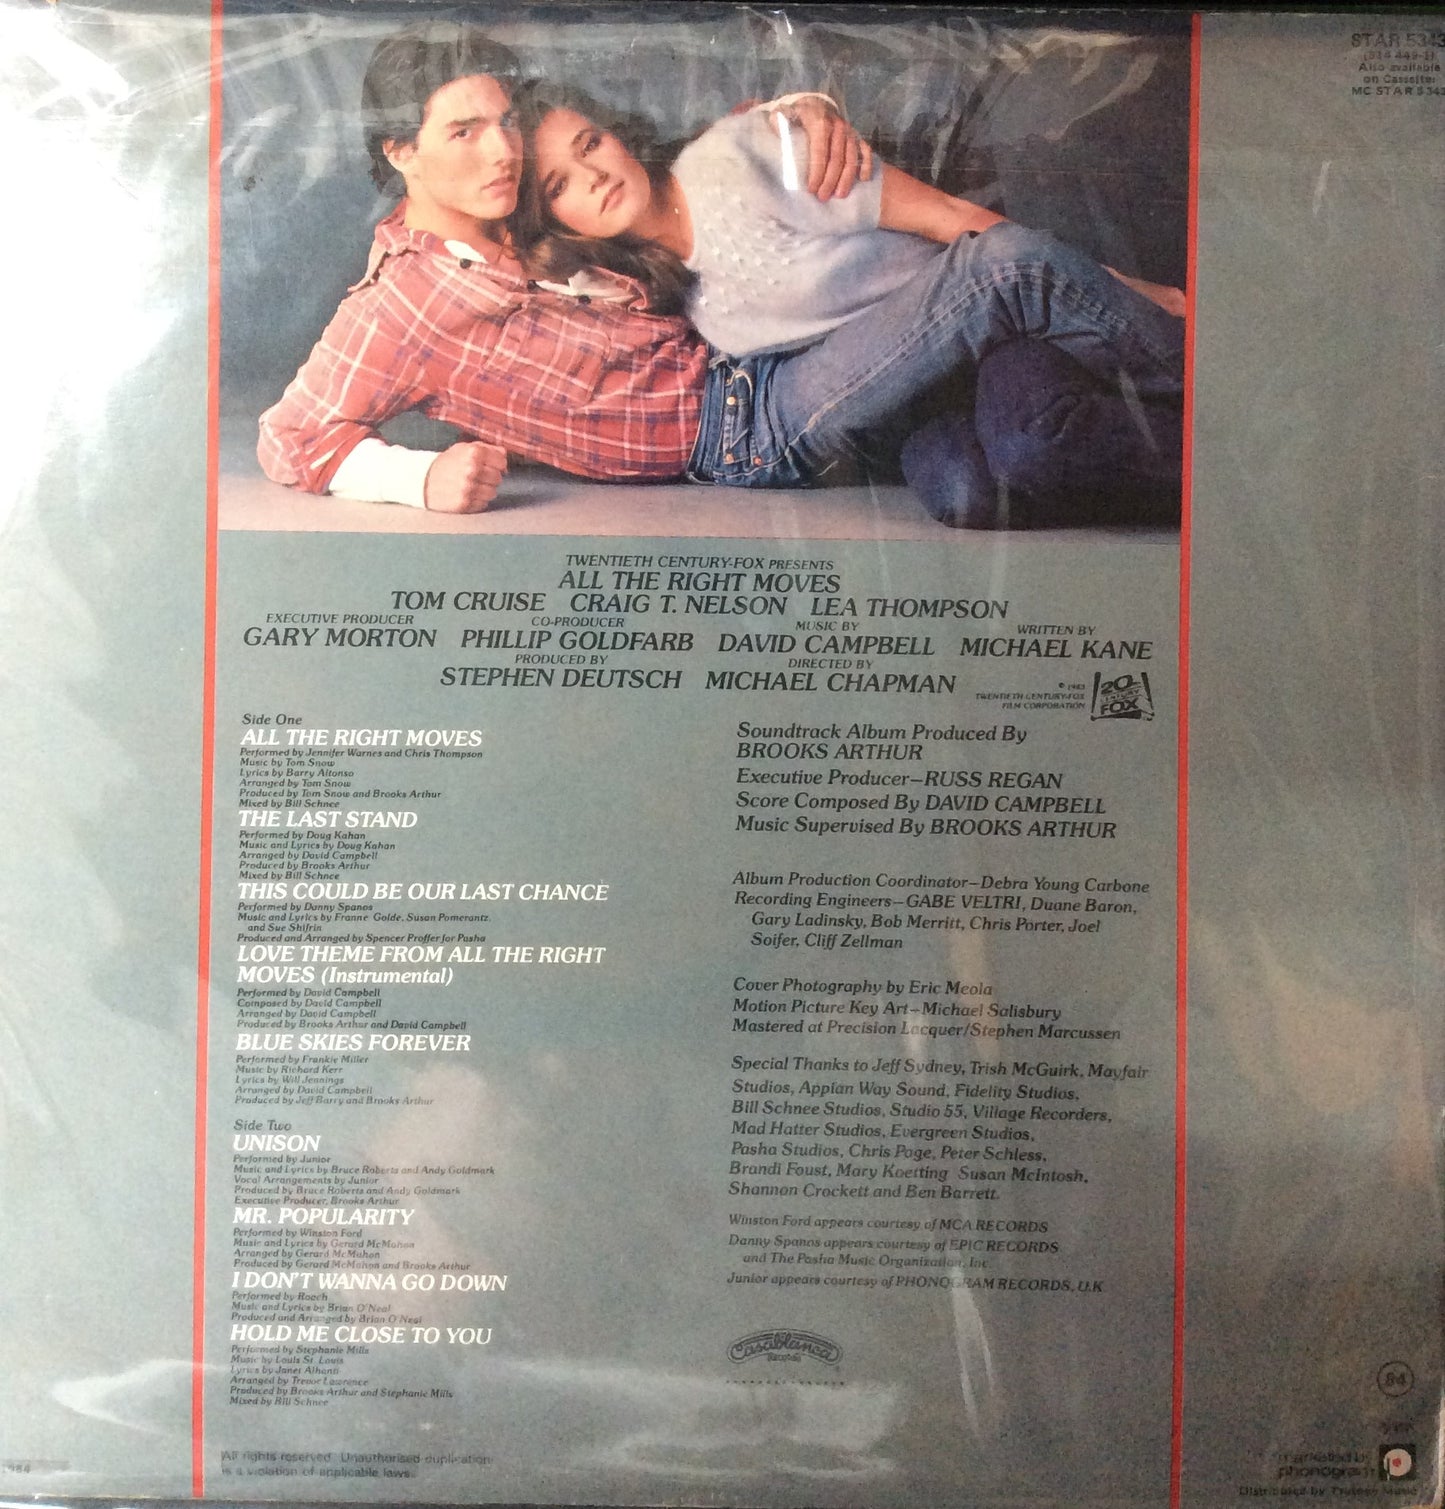 STAR 5343
Also available
on Cassette:
MC STAR 5343
TWENTIETH CENTURY-FOX PRESENTS
ALL THE RIGHT MOVES
TOM CRUISE CRAIG T. NELSON LEA THOMPSON
EXECUTIVE PRODUCER
GARY MORTON
CO-PRODUCER
PHILLIP GOLDFARB
MUSIC BY
DAVID CAMPBELL
WRITTEN BY
MICHAEL KANE
PRODUCED BY
STEPHEN DEUTSCH
DIRECTED BY
MICHAEL CHAPMAN
© 1983
TWENTIETH CENTURY-FOX
FILM CORPORATION
20th
CENTURY
FOX
Side One
ALL THE RIGHT MOVES
Performed by Jennifer Warnes and Chris Thompson
Music by Tom Snow
Lyrics by Barry Alfonso
Arranged by Tom Snow
Produced by Tom Snow and Brooks Arthur
Mixed by Bill Schnee
THE LAST STAND
Performed by Doug Kahan
Music and Lyrics by Doug Kahan
Arranged by David Campbell
Produced by Brooks Arthur
Mixed by Bill Schnee
THIS COULD BE OUR LAST CHANCE
Performed by Danny Spanos
Music and Lyrics by Franne Golde, Susan Pomerantz,
and Sue Shifrin
Produced and Arranged by Spencer Proffer for Pasha
LOVE THEME FROM ALL THE RIGHT
MOVES (Instrumental)
Performed by David Campbell
Composed by David Campbell
Arranged by David Campbell
Produced by Brooks Arthur and David Campbell
BLUE SKIES FOREVER
Performed by Frankie Miller
Music by Richard Kerr
Lyrics by Will Jennings
Arranged by David Campbell
Produced by Jeff Barry and Brooks Arthur
Side Two
UNISON
Performed by Junior
Music and Lyrics by Bruce Roberts and Andy Goldmark
Vocal Arrangements by Junior
Produced by Bruce Roberts and Andy Goldmark
Executive Producer, Brooks Arthur
MR. POPULARITY
Performed by Winston Ford
Music and Lyrics by Gerard McMahon
Arranged by Gerard McMahon
Produced by Gerard McMahon and Brooks Arthur
I DON'T WANNA GO DOWN
Performed by Roach
Music and Lyrics by Brian O'Neal
Produced and Arranged by Brian O'Neal
HOLD ME CLOSE TO YOU
Performed by Stephanie Mills
Music by Louis St. Louis
Lyrics by Janet Alhanti
Arranged by Trevor Lawrence
Produced by Brooks Arthur and Stephanie Mills
Mixed by Bill Schnee
Soundtrack Album Produced By
BROOKS ARTHUR
Executive Producer–RUSS REGAN
Score Composed By DAVID CAMPBELL
Music Supervised By BROOKS ARTHUR
Album Production Coordinator–Debra Young Carbone
Recording Engineers–GABE VELTRI, Duane Baron,
Gary Ladinsky, Bob Merritt, Chris Porter, Joel
Soifer, Cliff Zellman
Cover Photography by Eric Meola
Motion Picture Key Art–Michael Salisbury
Mastered at Precision Lacquer/Stephen Marcussen
Special Thanks to Jeff Sydney, Trish McGuirk, Mayfair
Studios, Appian Way Sound, Fidelity Studios,
Bill Schnee Studios, Studio 55, Village Recorders,
Mad Hatter Studios, Evergreen Studios,
Pasha Studios, Chris Page, Peter Schless,
Brandi Foust, Mary Koetting Susan McIntosh,
Shannon Crockett and Ben Barrett.
Winston Ford appears courtesy of MCA RECORDS
Danny Spanos appears courtesy of EPIC RECORDS
and The Pasha Music Organization, Inc.
Junior appears courtesy of PHONOGRAM RECORDS, U.K.
Casablanca
Records
84
marketed by
phonogram
Distributed by Trutone Music
1984
All rights reserved. Unauthorised duplication
is a violation of applicable laws.